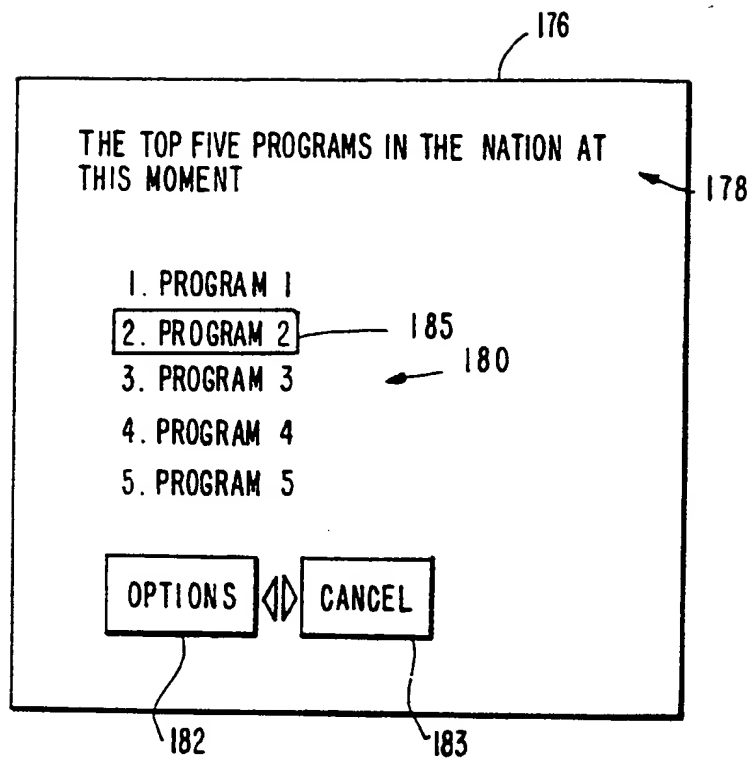 176
THE TOP FIVE PROGRAMS IN THE NATION AT
THIS MOMENT
178
1. PROGRAM 1
2. PROGRAM 2
185
3. PROGRAM 3
180
4. PROGRAM 4
5. PROGRAM 5
OPTIONS
CANCEL
182
183